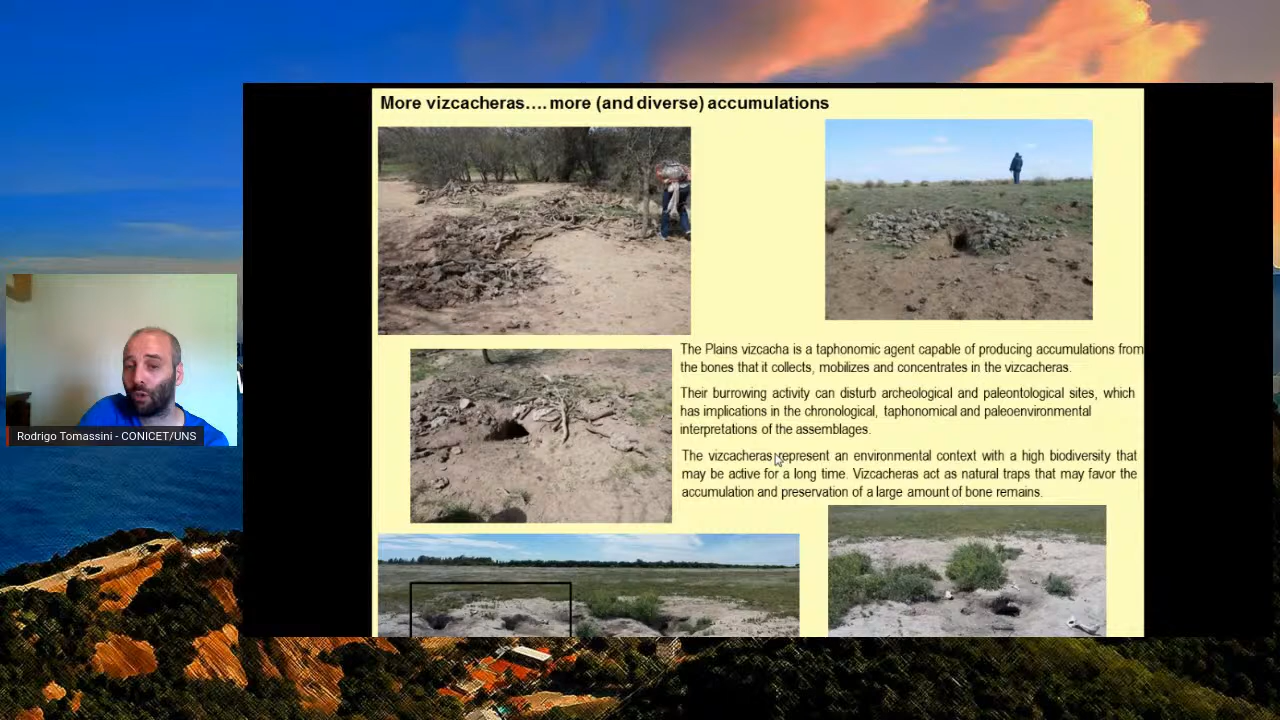 More vizcacheras.... more (and diverse) accumulations
The Plains vizcacha is a taphonomic agent capable of producing accumulations from
the bones that it collects, mobilizes and concentrates in the vizcacheras.
Their burrowing activity can disturb archeological and paleontological sites, which
has implications in the chronological, taphonomical and paleoenvironmental
interpretations of the assemblages.
The vizcacheras represent an environmental context with a high biodiversity that
may be active for a long time. Vizcacheras act as natural traps that may favor the
accumulation and preservation of a large amount of bone remains.
Rodrigo Tomassini - CONICET/UNS